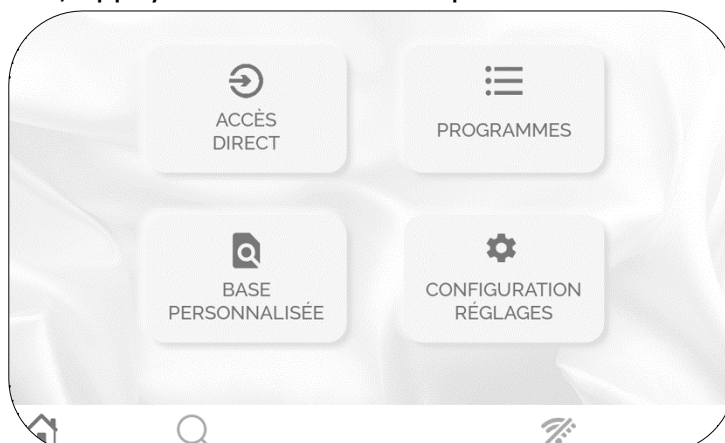 ACCÈS
DIRECT
PROGRAMMES
BASE
PERSONNALISÉE
CONFIGURATION
RÉGLAGES